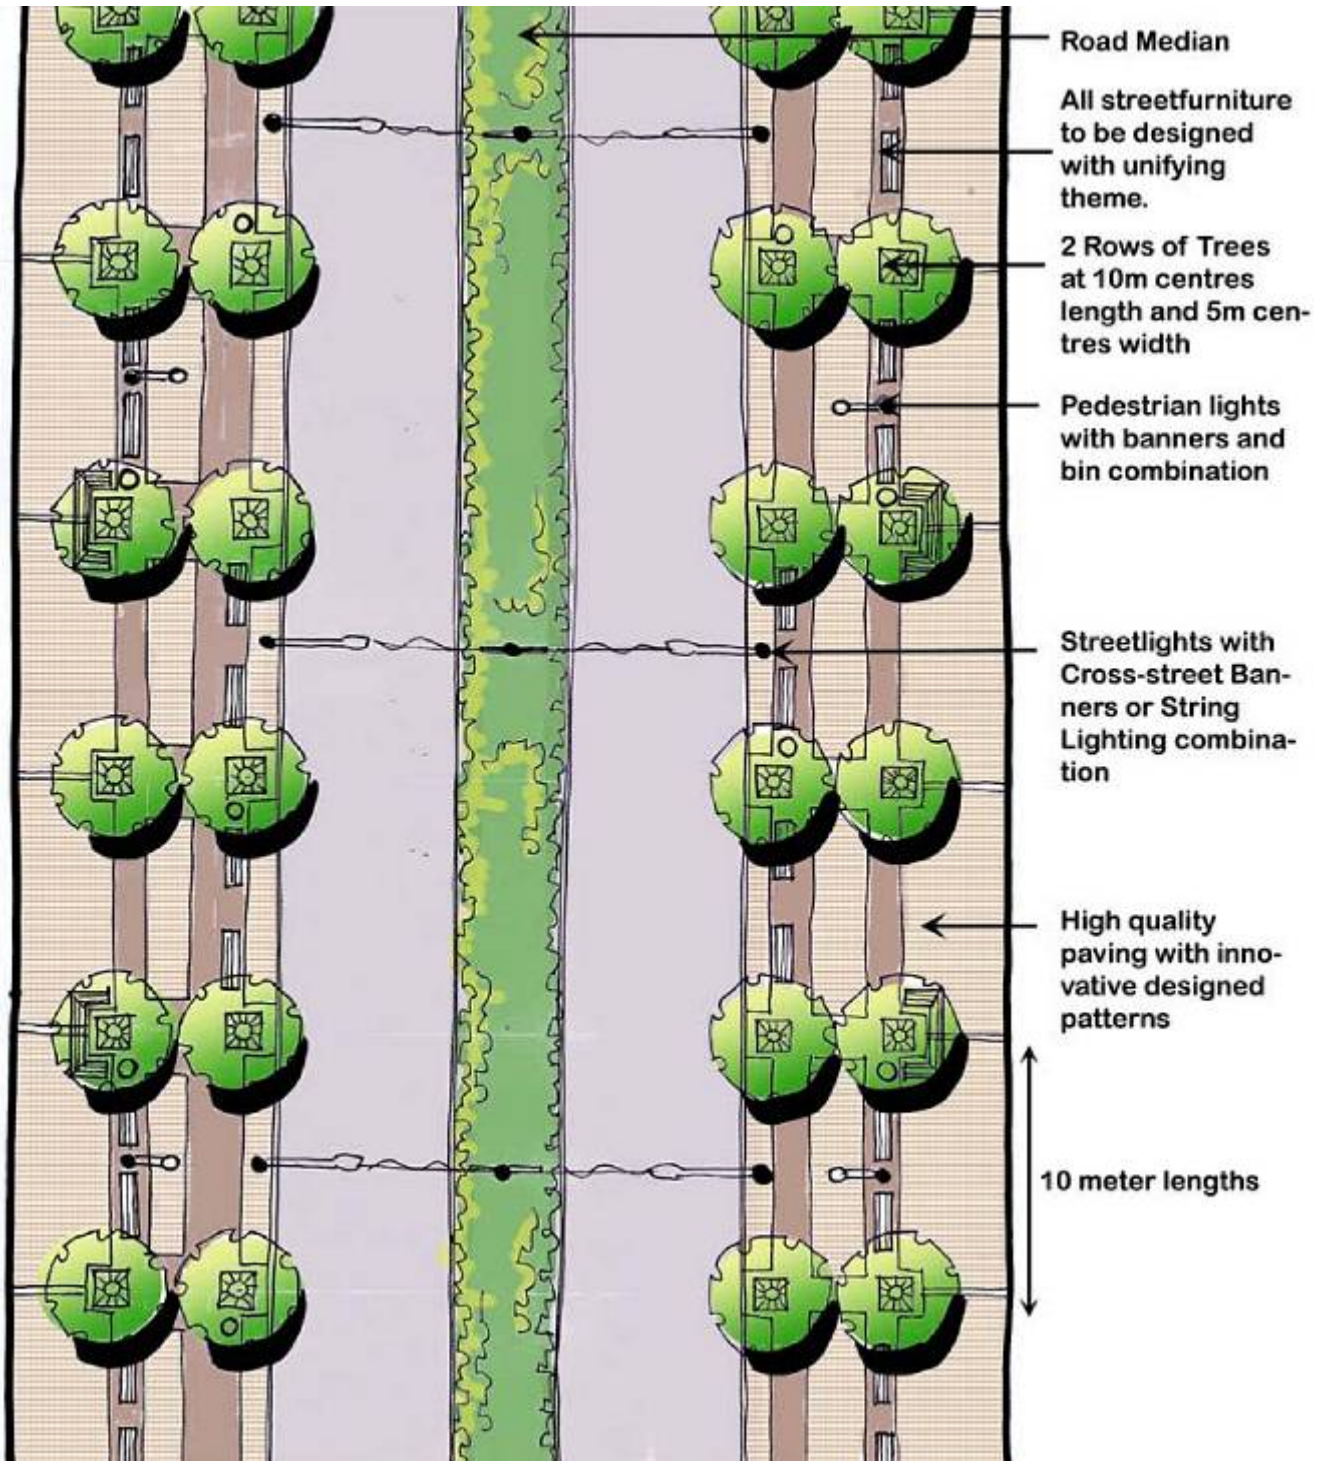 Road Median
All streetfurniture
to be designed
with unifying
theme.
2 Rows of Trees
at 10m centres
length and 5m cen-
tres width
Pedestrian lights
with banners and
bin combination
Streetlights with
Cross-street Ban-
ners or String
Lighting combina-
tion
High quality
paving with inno-
vative designed
patterns
10 meter lengths